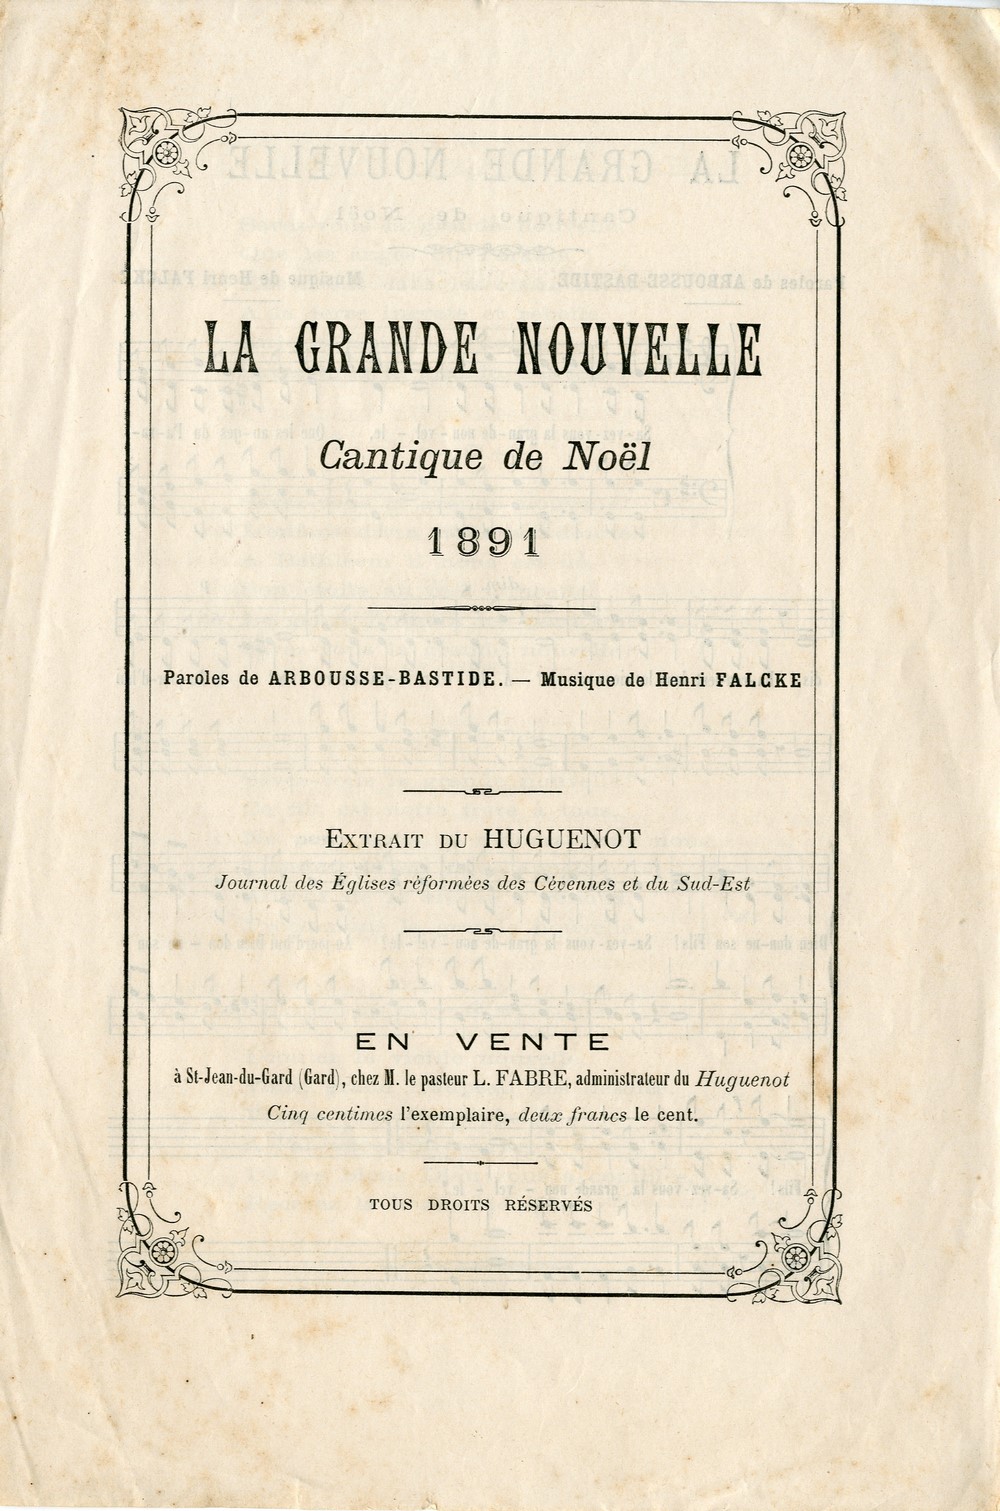 LA GRANDE NOUVELLE
Cantique de Noël
1891
Paroles de ARBOUSSE-BASTIDE. — Musique de Henri FALCKE
EXTRAIT DU HUGUENOT
Journal des Églises réformées des Cévennes et du Sud-Est
EN VENTE
à St-Jean-du-Gard (Gard), chez M. le pasteur L. FABRE, administrateur du Huguenot
Cinq centimes l'exemplaire, deux francs le cent.
TOUS DROITS RÉSERVÉS